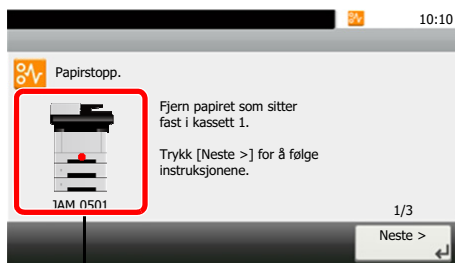 10:10
Papirstopp.
Fjern papiret som sitter
fast i kassett 1.
Trykk [Neste >] for å følge
instruksjonene.
JAM 0501
1/3
Neste >